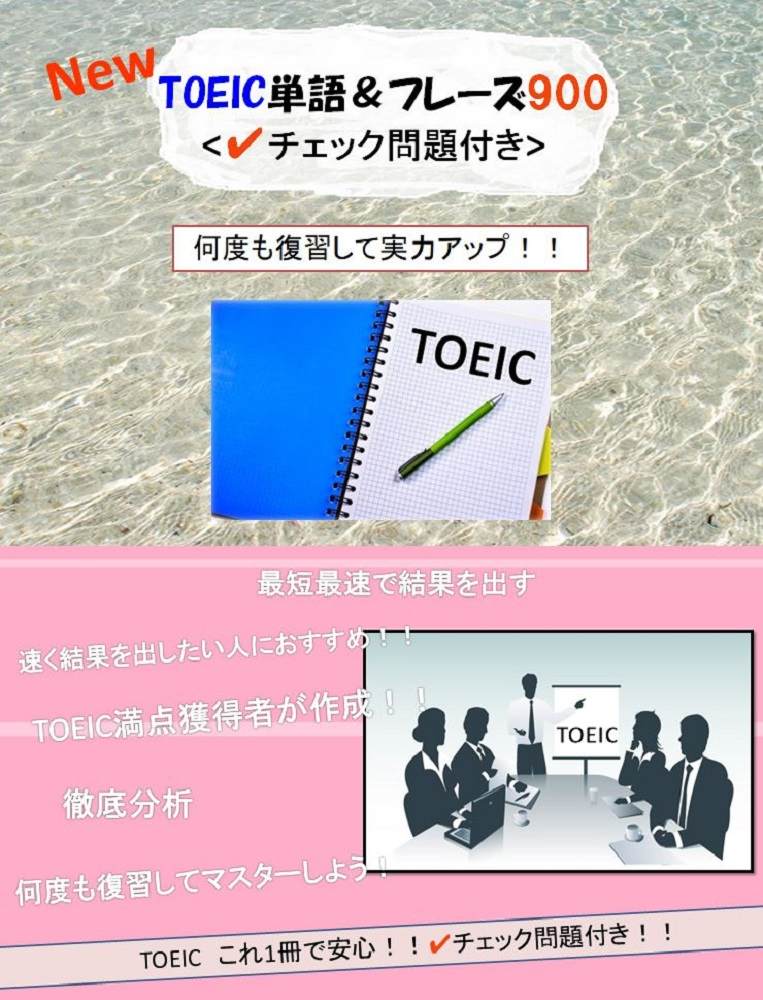 New
TOEIC単語＆フレーズ900
<✔チェック問題付き>
何度も復習して実力アップ！！
TOEIC
最短最速で結果を出す
速く結果を出したい人におすすめ！！
TOEIC満点獲得者が作成！！
TOEIC
徹底分析
何度も復習してマスターしよう！
TOEIC これ1冊で安心！！✔チェック問題付き！！